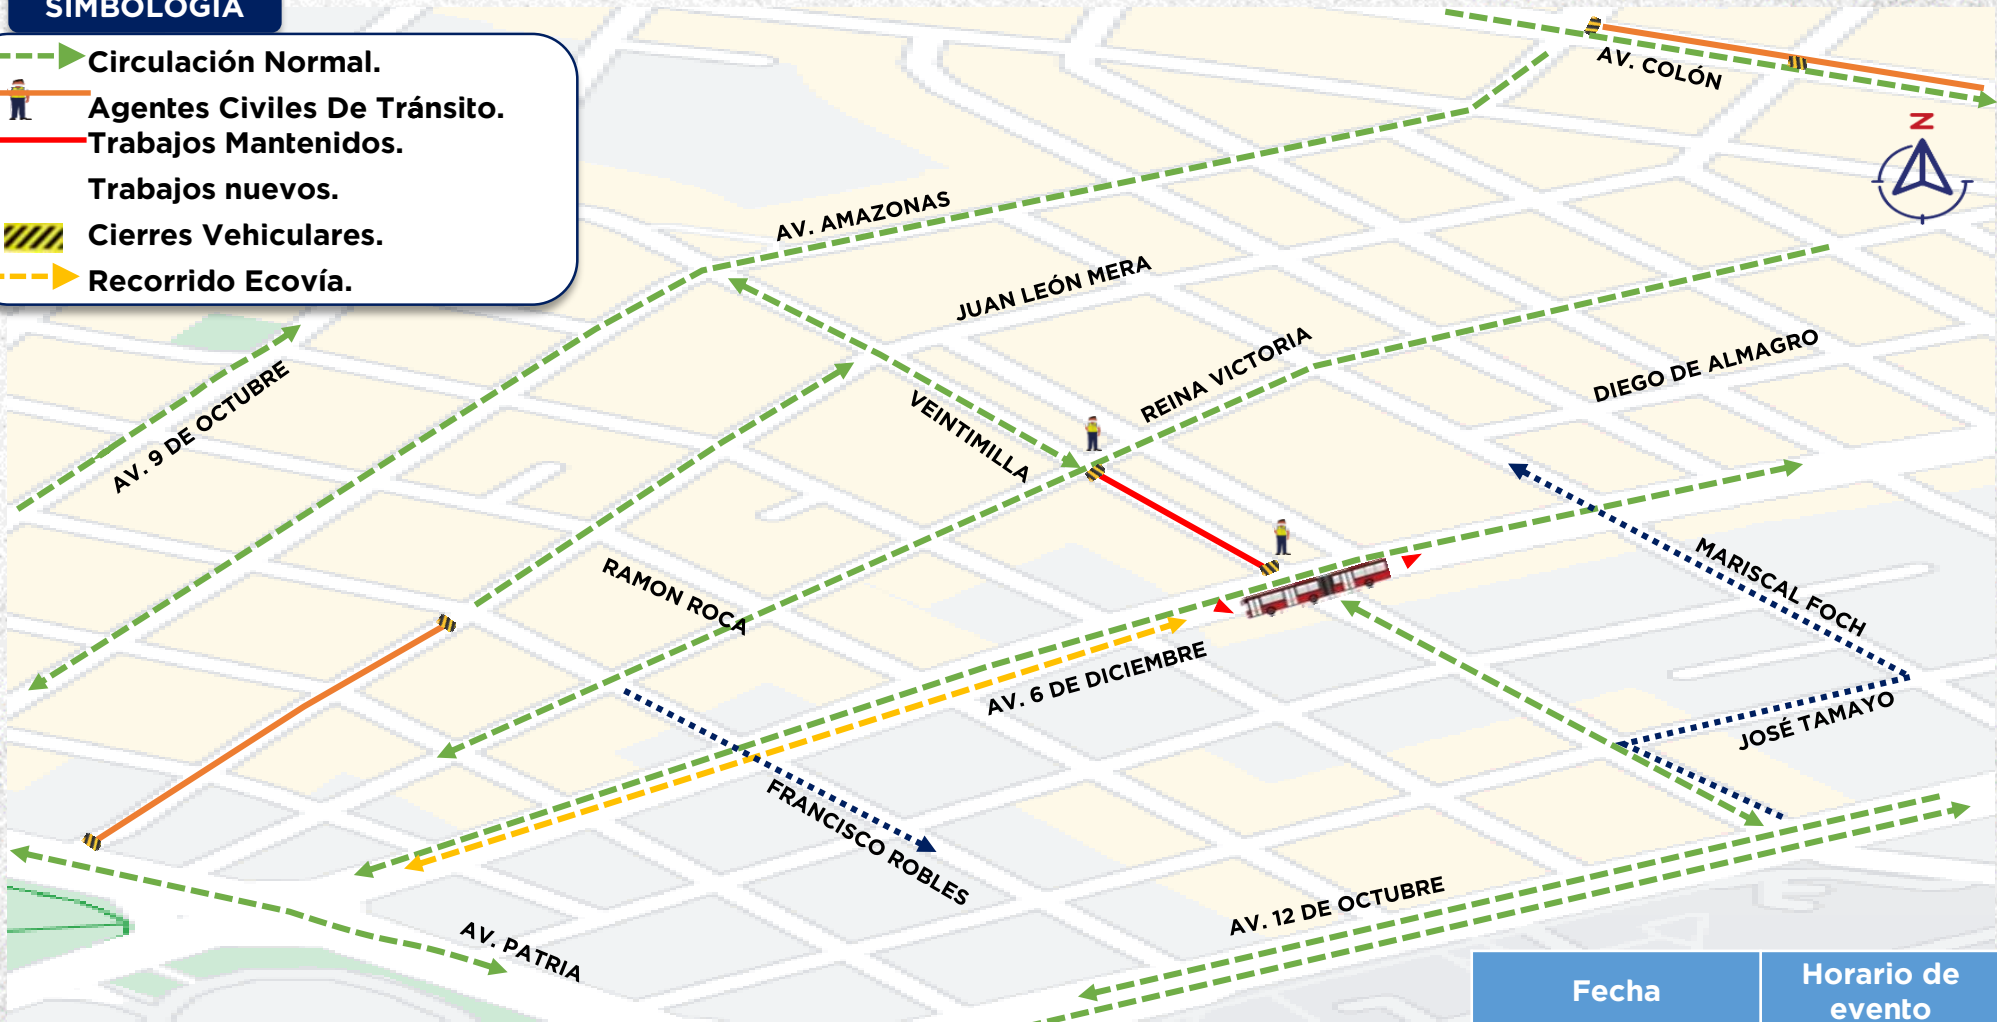 SIMBOLOGÍA
Circulación Normal.
Agentes Civiles De Tránsito.
Trabajos Mantenidos.
Trabajos nuevos.
Cierres Vehiculares.
Recorrido Ecovía.
AV. COLÓN
N
AV. AMAZONAS
JUAN LEÓN MERA
REINA VICTORIA
DIEGO DE ALMAGRO
AV. 9 DE OCTUBRE
VEINTIMILLA
RAMON ROCA
MARISCAL FOCH
AV. 6 DE DICIEMBRE
JOSÉ TAMAYO
FRANCISCO ROBLES
AV. 12 DE OCTUBRE
AV. PATRIA
Fecha
Horario de
evento